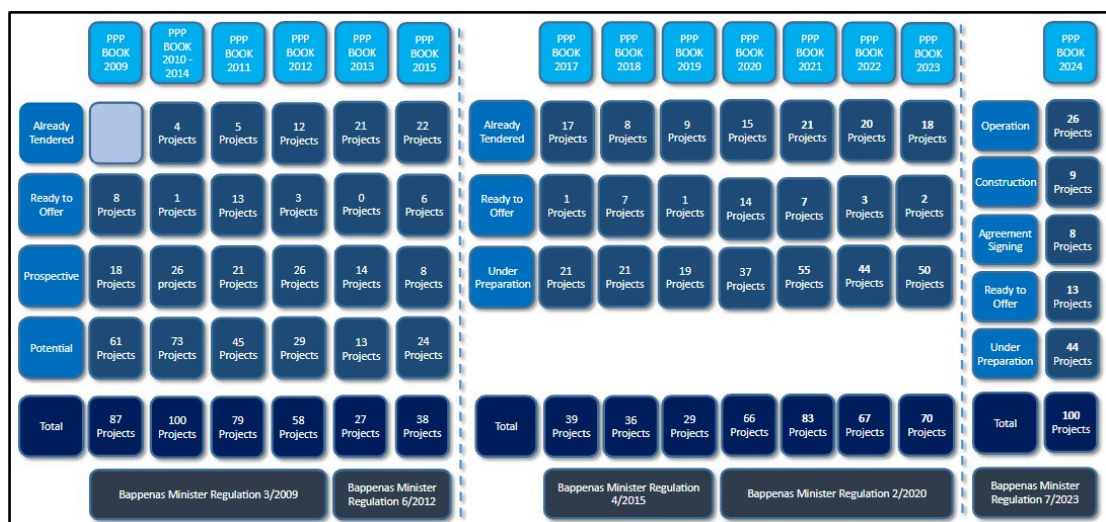 PPP BOOK 2009
PPP BOOK 2010 - 2014
PPP BOOK 2011
PPP BOOK 2012
PPP BOOK 2013
PPP BOOK 2015
PPP BOOK 2017
PPP BOOK 2018
PPP BOOK 2019
PPP BOOK 2020
PPP BOOK 2021
PPP BOOK 2022
PPP BOOK 2023
PPP BOOK 2024
Already Tendered
4 Projects
5 Projects
12 Projects
21 Projects
22 Projects
Ready to Offer
8 Projects
1 Projects
13 Projects
3 Projects
0 Projects
6 Projects
Prospective
18 Projects
26 projects
21 Projects
26 Projects
14 Projects
8 Projects
Potential
61 Projects
73 Projects
45 Projects
29 Projects
13 Projects
24 Projects
Total
87 Projects
100 Projects
79 Projects
58 Projects
27 Projects
38 Projects
Bappenas Minister Regulation 3/2009
Bappenas Minister Regulation 6/2012
Already Tendered
17 Projects
8 Projects
9 Projects
15 Projects
21 Projects
20 Projects
18 Projects
Ready to Offer
1 Projects
7 Projects
1 Projects
14 Projects
7 Projects
3 Projects
2 Projects
Under Preparation
21 Projects
21 Projects
19 Projects
37 Projects
55 Projects
44 Projects
50 Projects
Total
39 Projects
36 Projects
29 Projects
66 Projects
83 Projects
67 Projects
70 Projects
Bappenas Minister Regulation 4/2015
Bappenas Minister Regulation 2/2020
Operation
26 Projects
Construction
9 Projects
Agreement Signing
8 Projects
Ready to Offer
13 Projects
Under Preparation
44 Projects
Total
100 Projects
Bappenas Minister Regulation 7/2023